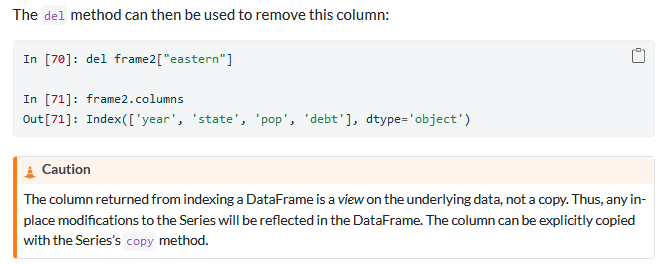 The del method can then be used to remove this column:
In [70]: del frame2["eastern"]
In [71]: frame2.columns
Out[71]: Index(['year', 'state', 'pop', 'debt'], dtype='object')
Caution
The column returned from indexing a DataFrame is a view on the underlying data, not a copy. Thus, any in-
place modifications to the Series will be reflected in the DataFrame. The column can be explicitly copied
with the Series’s copy method.